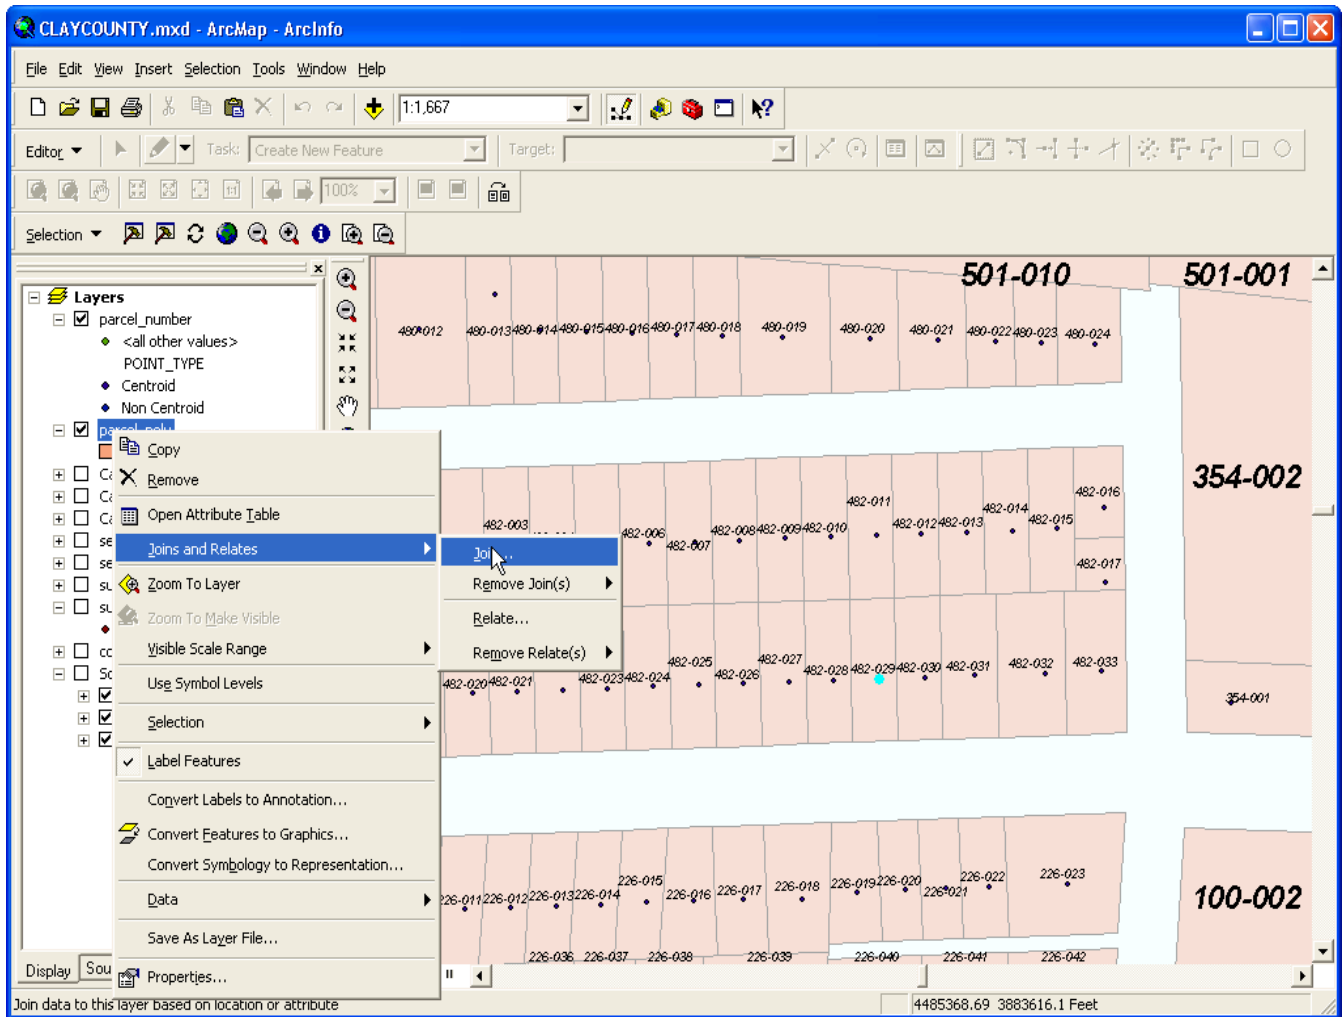 CLAYCOUNTY.mxd - ArcMap - ArcInfo
File Edit View Insert Selection Tools Window Help
1:1,667
Editor Task: Create New Feature Target:
100%
Selection
Layers
parcel_number
<all other values>
POINT_TYPE
Centroid
Non Centroid
parcel_poly
Copy
Remove
Open Attribute Table
Joins and Relates
Zoom To Layer
Zoom To Make Visible
Visible Scale Range
Use Symbol Levels
Selection
Label Features
Convert Labels to Annotation...
Convert Features to Graphics...
Convert Symbology to Representation...
Data
Save As Layer File...
Properties...
Join...
Remove Join(s)
Relate...
Remove Relate(s)
Display
501-010 501-001
480-012 480-013 480-014 480-015 480-016 480-017 480-018 480-019 480-020 480-021 480-022 480-023 480-024
354-002
482-003 482-006 482-007 482-008 482-009 482-010 482-011 482-012 482-013 482-014 482-015 482-016
482-017
482-020 482-021 482-023 482-024 482-025 482-026 482-027 482-028 482-029 482-030 482-031 482-032 482-033
354-001
226-011 226-012 226-013 226-014 226-015 226-016 226-017 226-018 226-019 226-020 226-021 226-022 226-023
100-002
226-036 226-037 226-038 226-039 226-040 226-041 226-042
Join data to this layer based on location or attribute
4485368.69 3883616.1 Feet